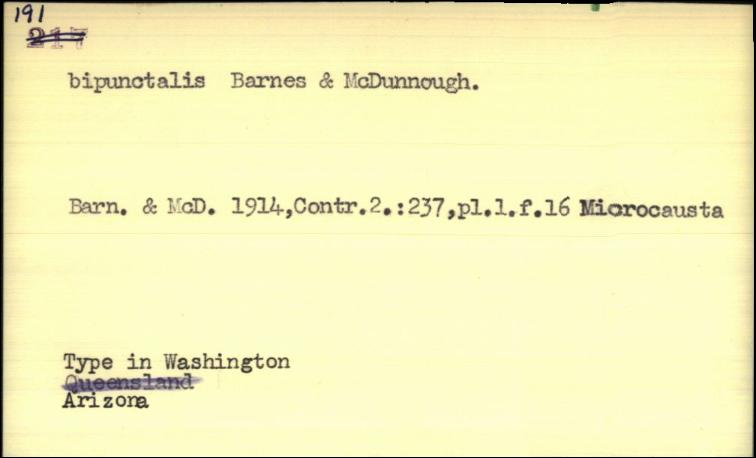 191
217
bipunctalis Barnes & McDunnough.
Barn. & McD. 1914,Contr.2.:237,pl.1.f.16 Microcausta
Type in Washington
Queensland
Arizona